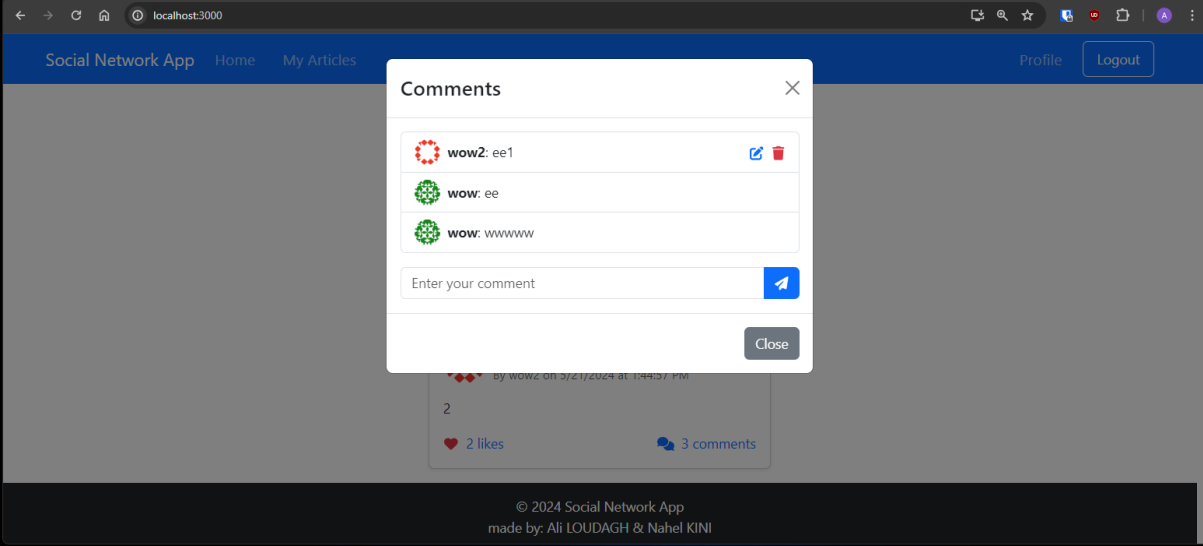 localhost:3000
A
Social Network App Home My Articles Profile Logout
Comments
wow2: ee1
wow: ee
wow: wwwww
Enter your comment
Close
By wow2 on 5/21/2024 at 1:44:57 PM
2
2 likes 3 comments
© 2024 Social Network App
made by: Ali LOUDAGH & Nahel KINI